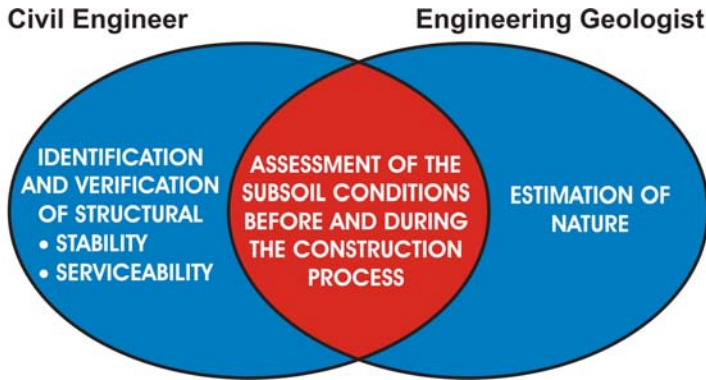 Civil Engineer
Engineering Geologist
IDENTIFICATION
AND VERIFICATION
OF STRUCTURAL
• STABILITY
• SERVICEABILITY
ASSESSMENT OF THE
SUBSOIL CONDITIONS
BEFORE AND DURING
THE CONSTRUCTION
PROCESS
ESTIMATION OF
NATURE